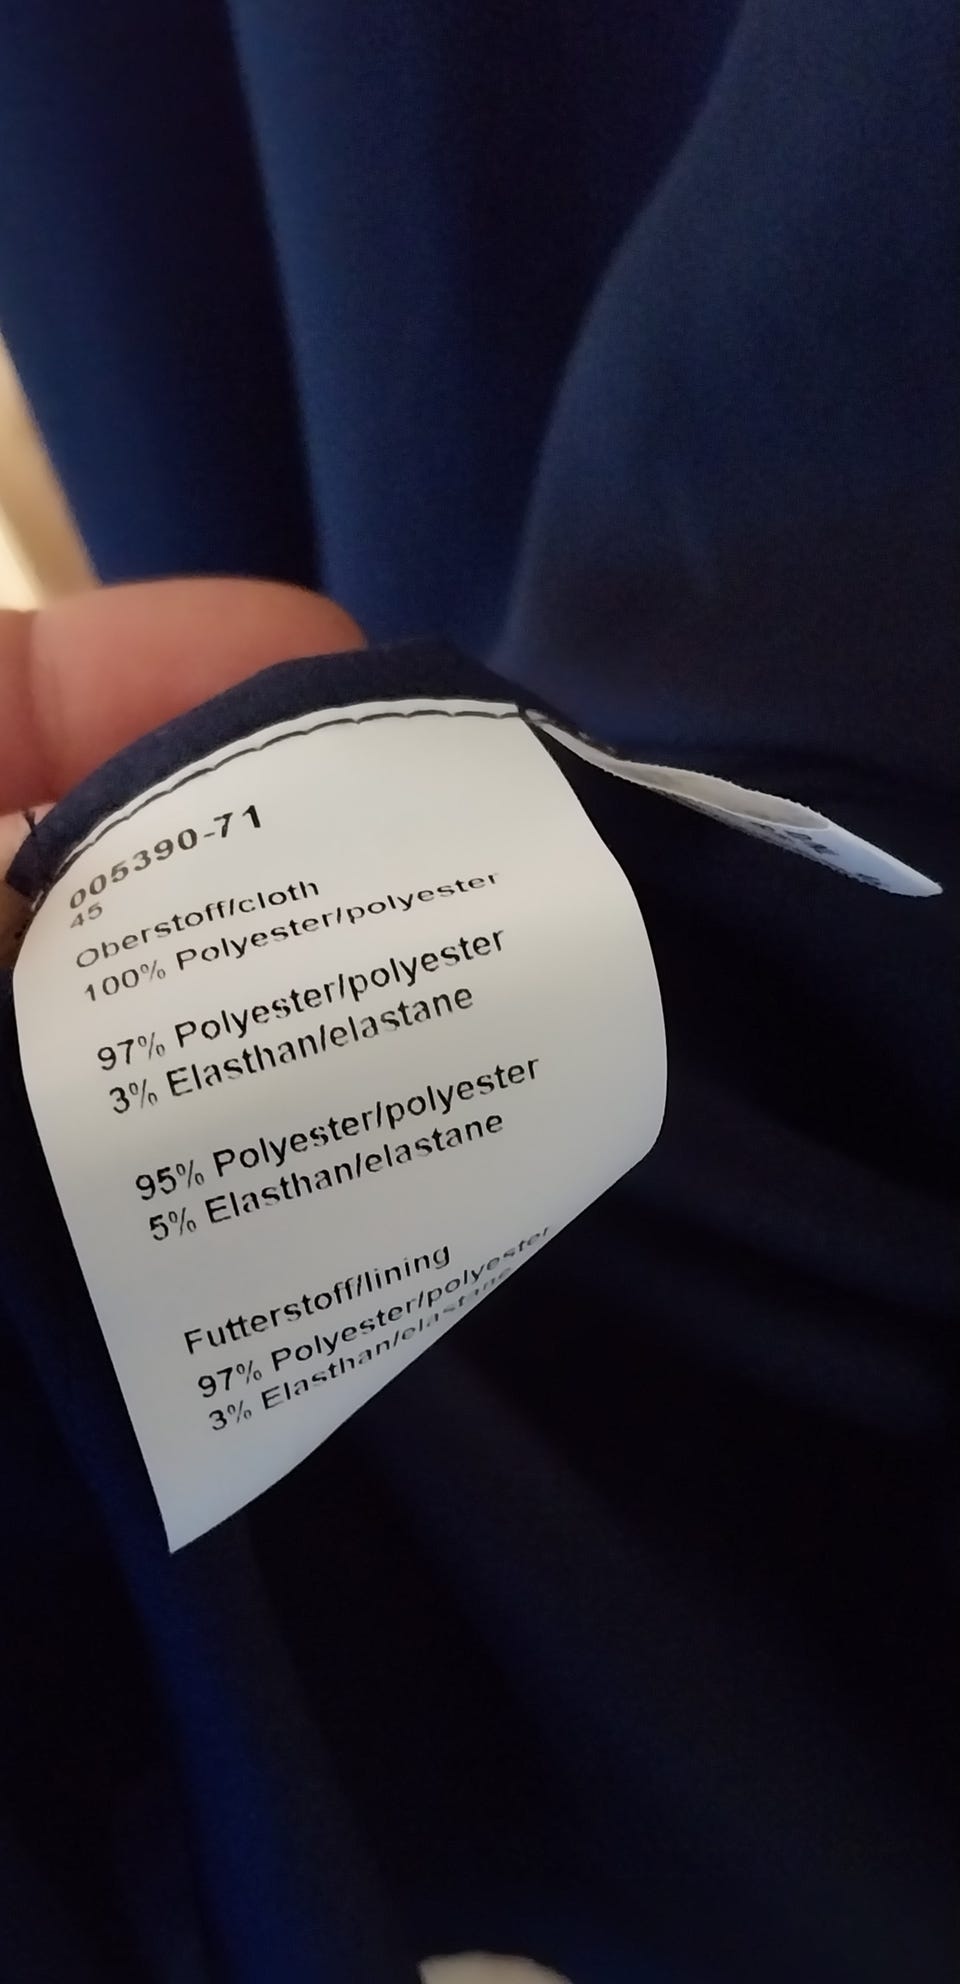 005390-71
45
Oberstoff/cloth
100% Polyester/polyester
97% Polyester/polyester
3% Elasthan/elastane
95% Polyester/polyester
5% Elasthan/elastane
Futterstoff/lining
97% Polyester/polyester
3% Elasthan/elastane